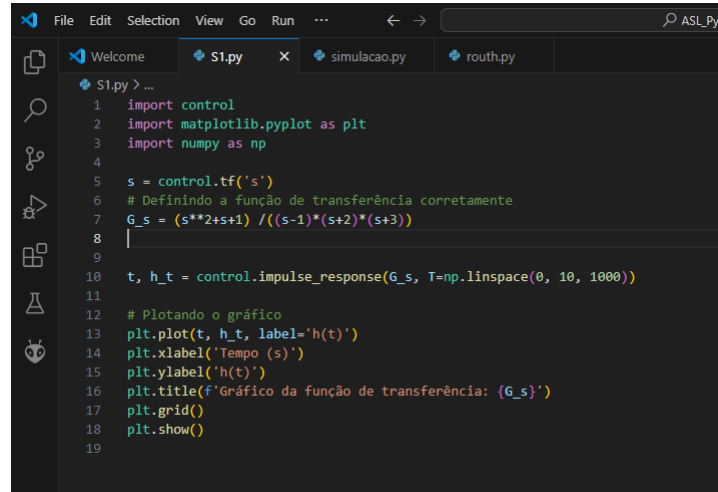 File Edit Selection View Go Run ... ASL_Py
Welcome S1.py simulacao.py routh.py
S1.py > ...
1 import control
2 import matplotlib.pyplot as plt
3 import numpy as np
4
5 s = control.tf('s')
6 # Definindo a função de transferência corretamente
7 G_s = (s**2+s+1) /((s-1)*(s+2)*(s+3))
8
9
10 t, h_t = control.impulse_response(G_s, T=np.linspace(0, 10, 1000))
11
12 # Plotando o gráfico
13 plt.plot(t, h_t, label='h(t)')
14 plt.xlabel('Tempo (s)')
15 plt.ylabel('h(t)')
16 plt.title(f'Gráfico da função de transferência: {G_s}')
17 plt.grid()
18 plt.show()
19